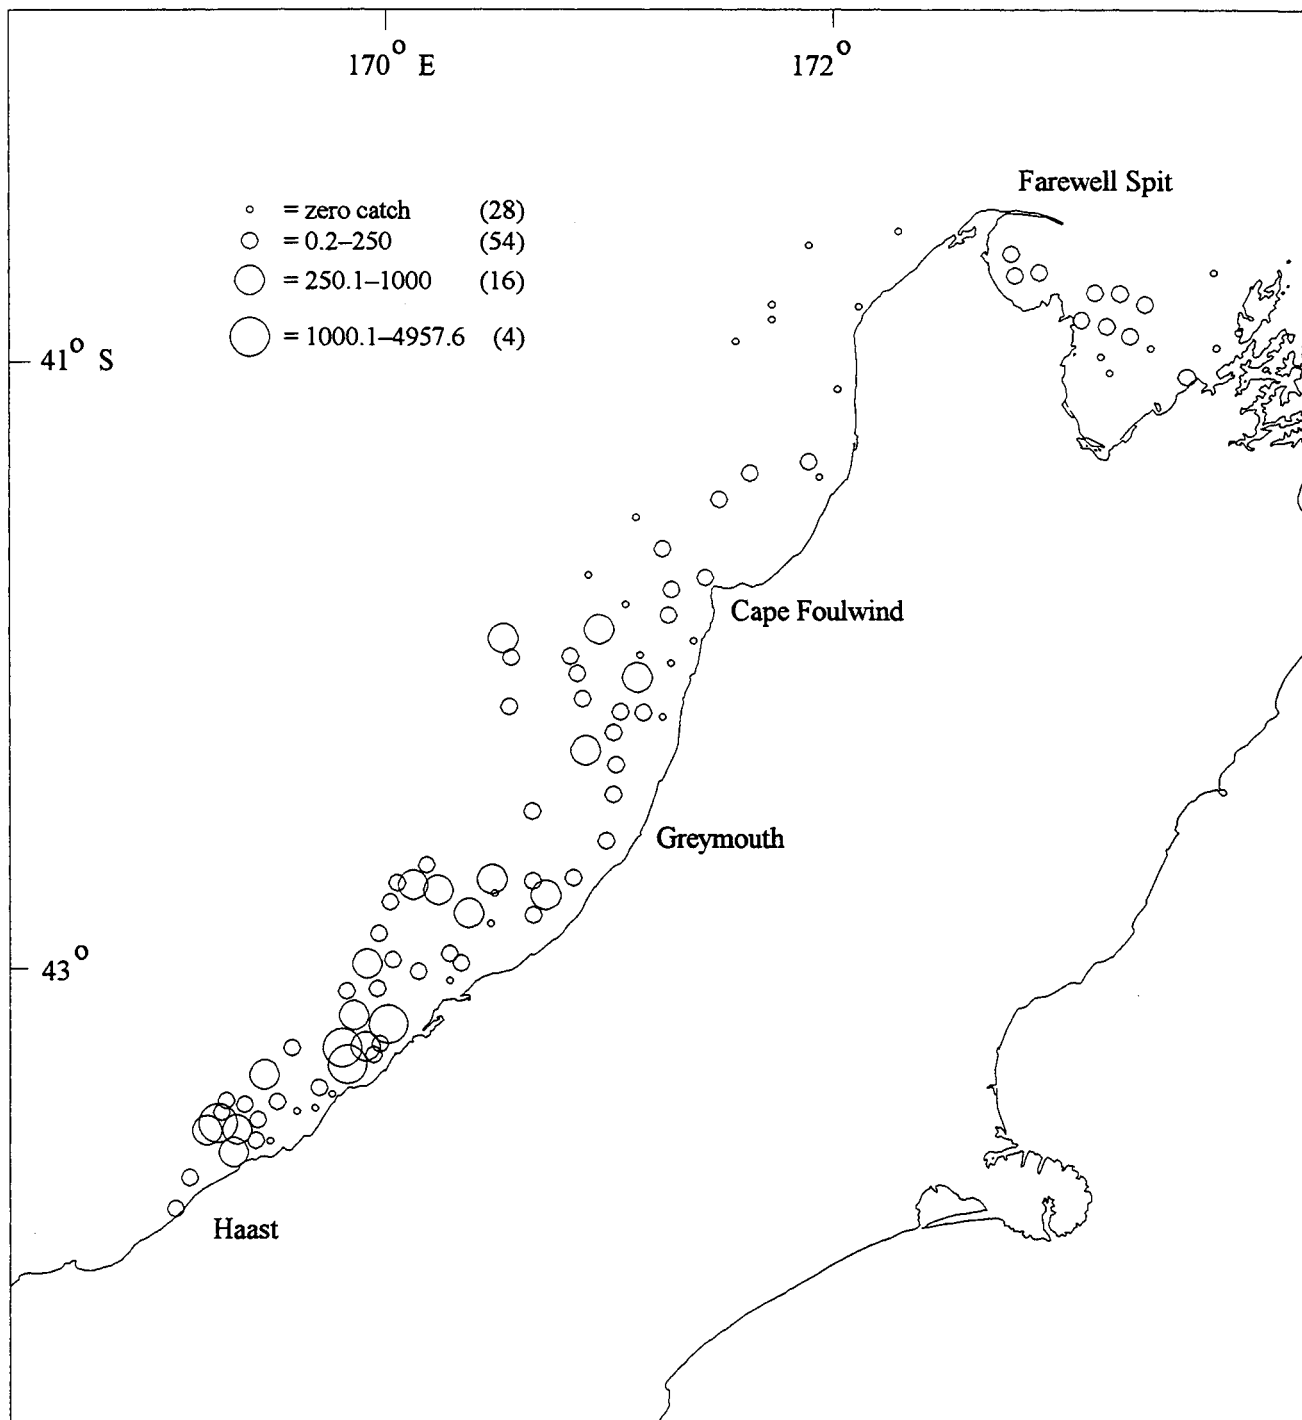 170° E
172°
Farewell Spit
= zero catch (28)
= 0.2–250 (54)
= 250.1–1000 (16)
= 1000.1–4957.6 (4)
41° S
Cape Foulwind
Greymouth
43°
Haast